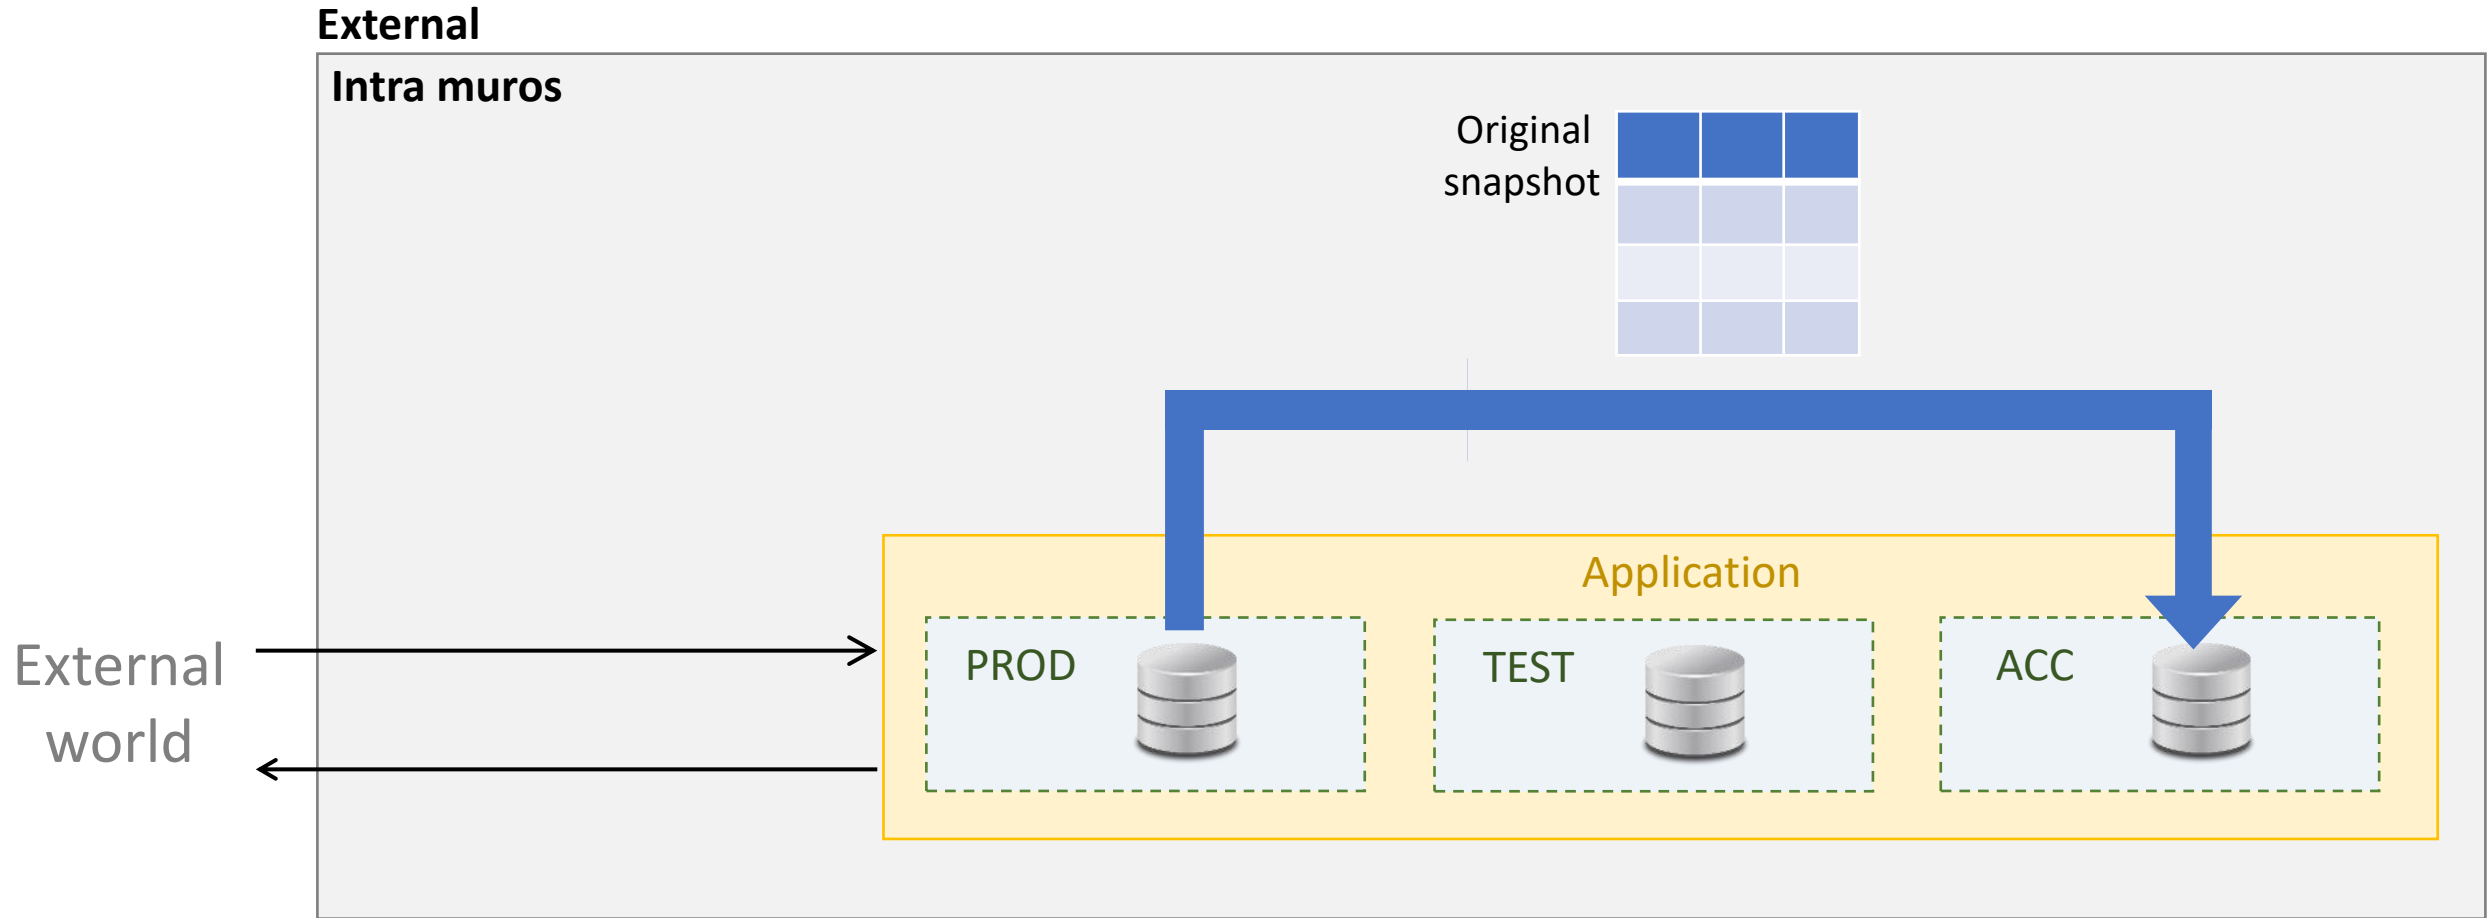 External
Intra muros
Original
snapshot
Application
External
world
PROD
TEST
ACC